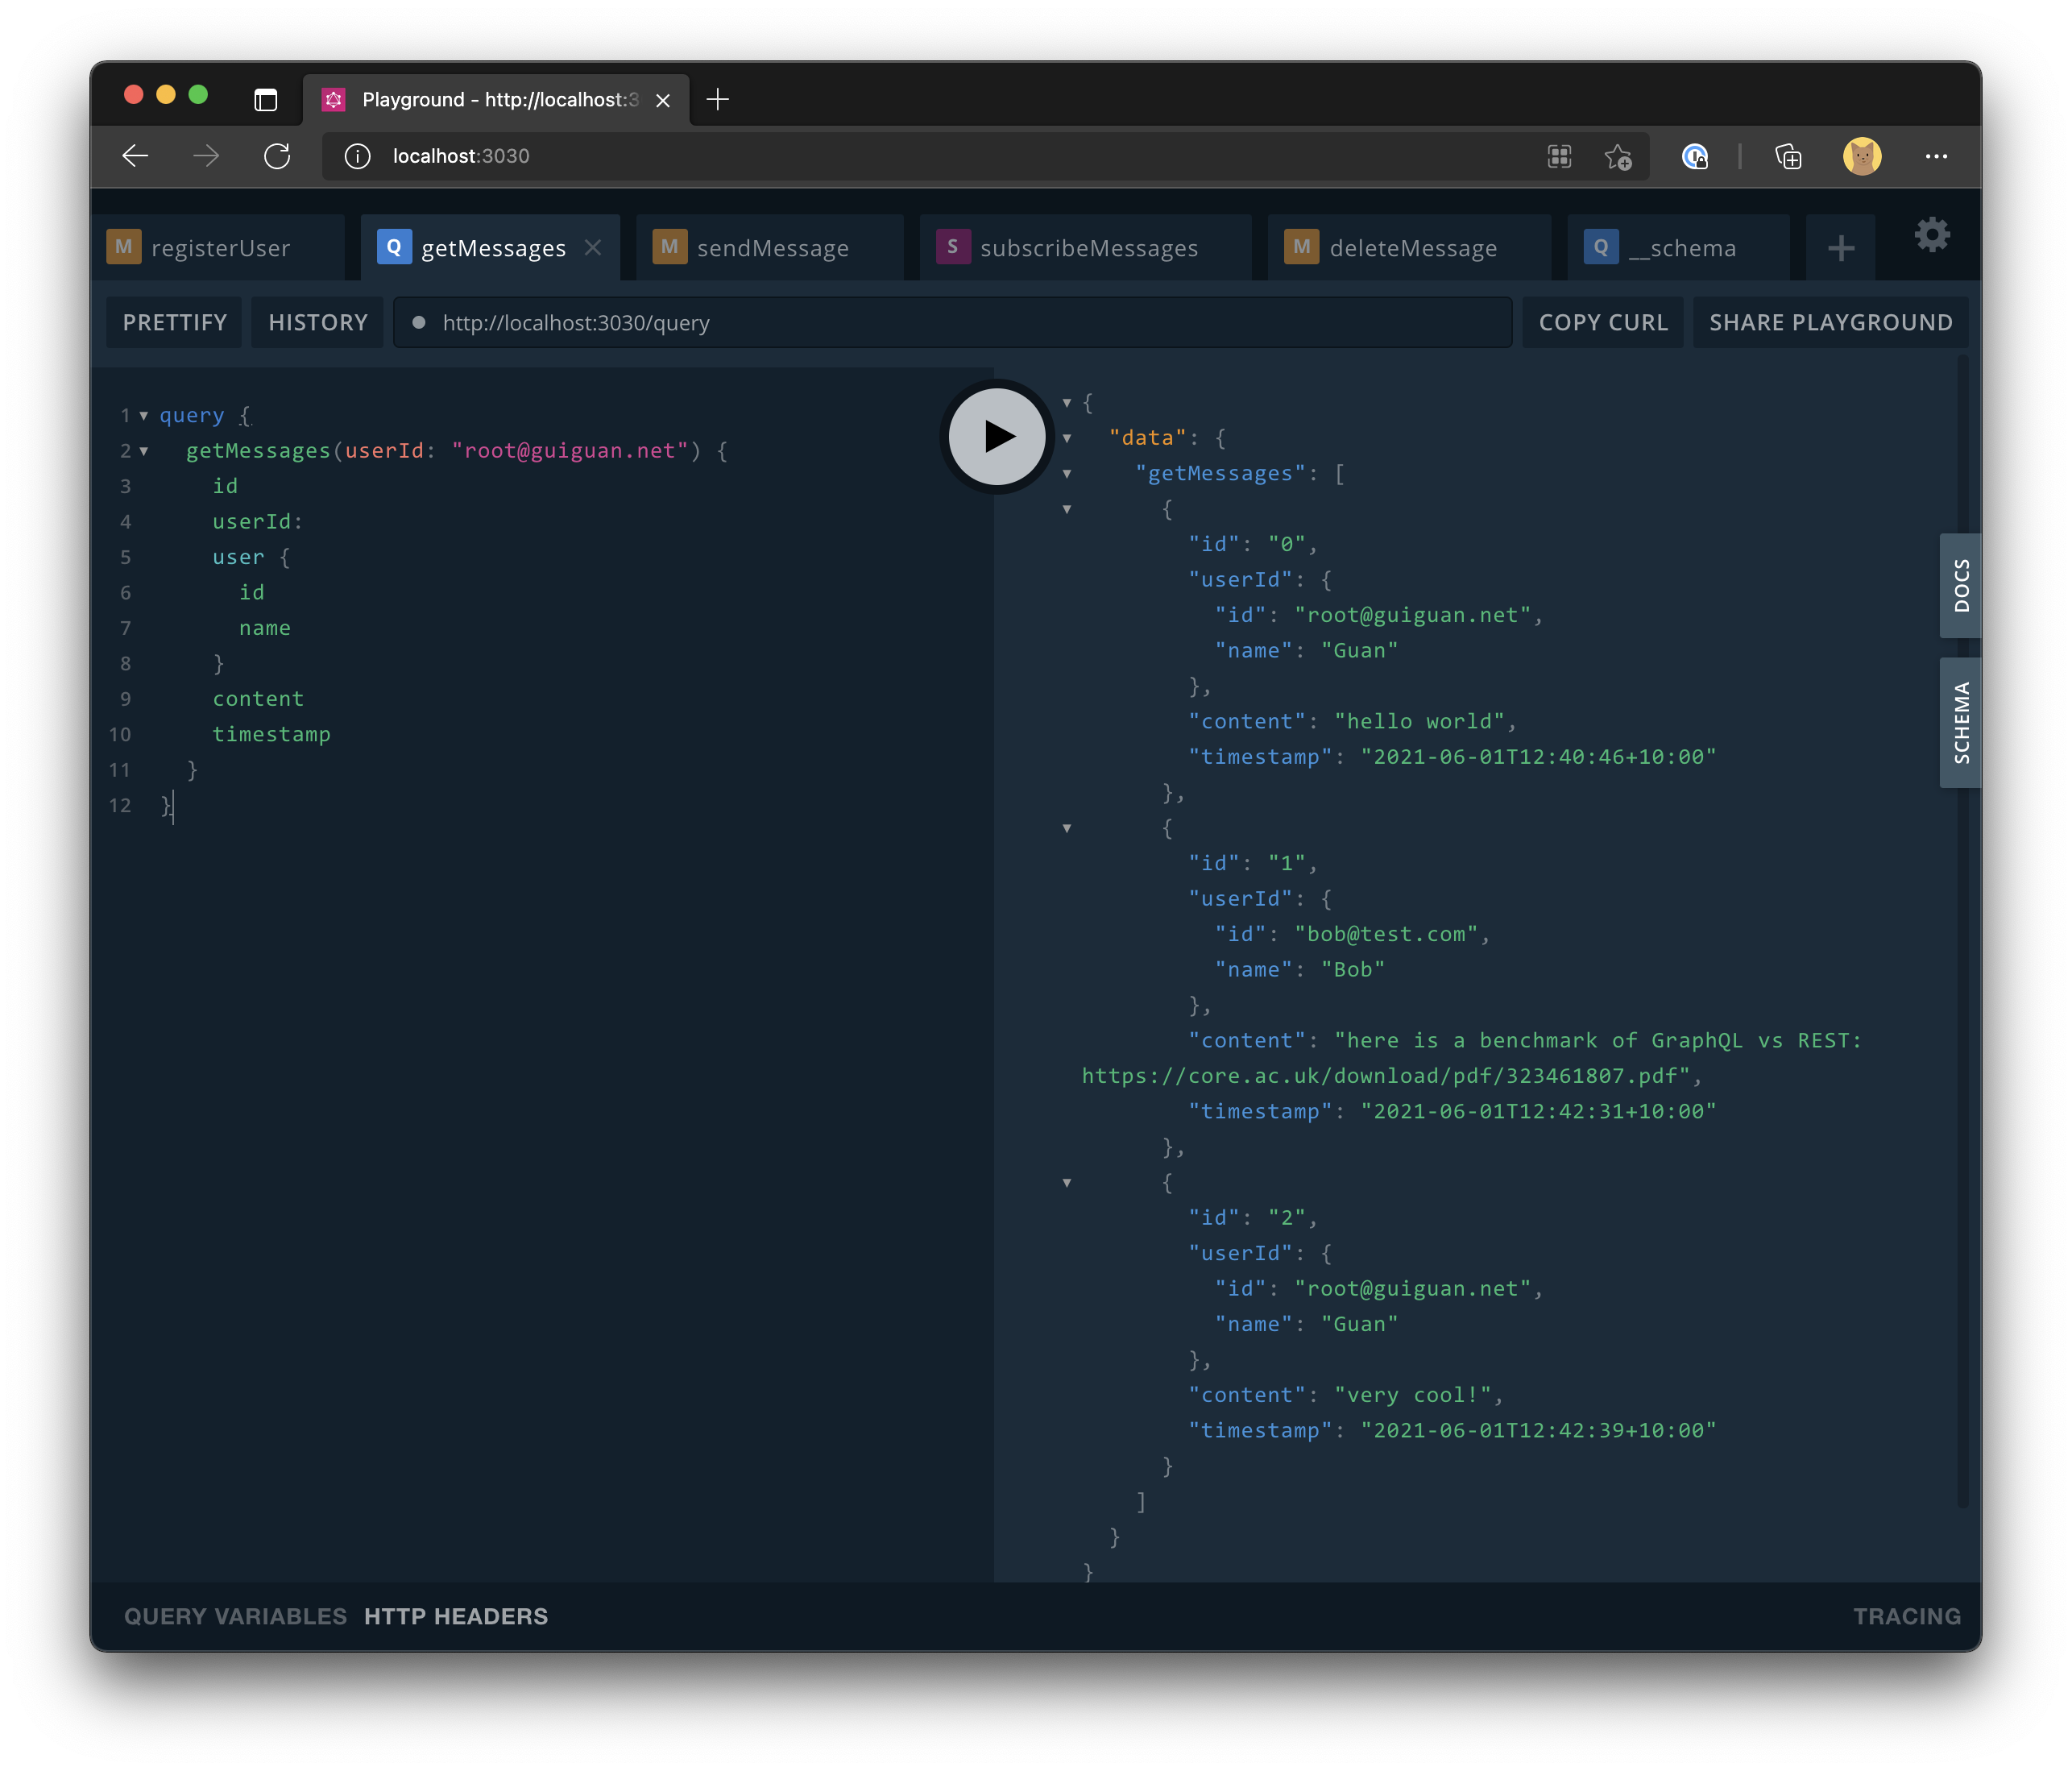 Playground - http://localhost:3
localhost:3030
M registerUser
Q getMessages
M sendMessage
S subscribeMessages
M deleteMessage
Q __schema
PRETTIFY
HISTORY
http://localhost:3030/query
COPY CURL
SHARE PLAYGROUND
1 query {
2 getMessages(userId: "root@guiguan.net") {
3 id
4 userId:
5 user {
6 id
7 name
8 }
9 content
10 timestamp
11 }
12 }
{
"data": {
"getMessages": [
{
"id": "0",
"userId": {
"id": "root@guiguan.net",
"name": "Guan"
},
"content": "hello world",
"timestamp": "2021-06-01T12:40:46+10:00"
},
{
"id": "1",
"userId": {
"id": "bob@test.com",
"name": "Bob"
},
"content": "here is a benchmark of GraphQL vs REST:
https://core.ac.uk/download/pdf/323461807.pdf",
"timestamp": "2021-06-01T12:42:31+10:00"
},
{
"id": "2",
"userId": {
"id": "root@guiguan.net",
"name": "Guan"
},
"content": "very cool!",
"timestamp": "2021-06-01T12:42:39+10:00"
}
]
}
}
DOCS
SCHEMA
QUERY VARIABLES
HTTP HEADERS
TRACING